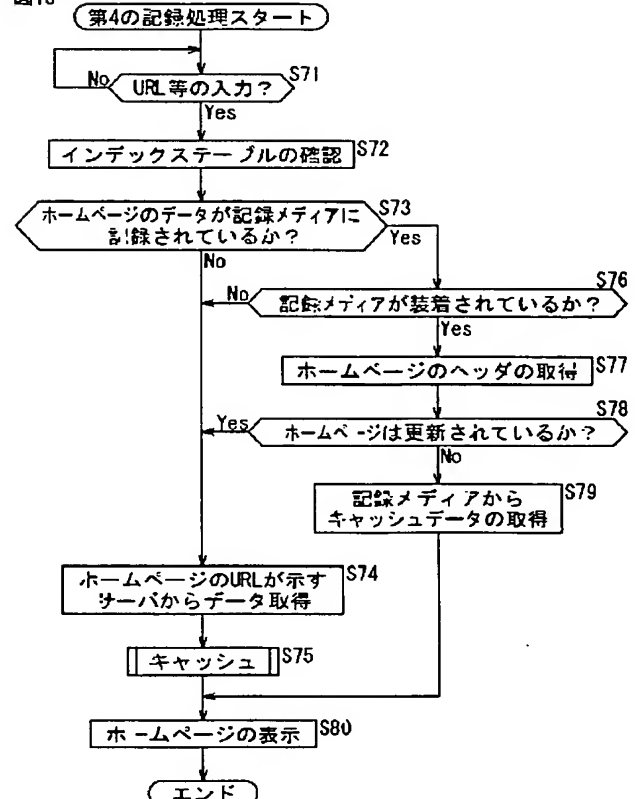 第4の記録処理スタート
No
URL等の入力？
S71
Yes
インデックステーブルの確認
S72
ホームページのデータが記録メディアに
記録されているか？
S73
Yes
No
S76
No
記録メディアが装着されているか？
Yes
ホームページのヘッダの取得
S77
S78
Yes
ホームページは更新されているか？
No
記録メディアから
キャッシュデータの取得
S79
ホームページのURLが示す
サーバからデータ取得
S74
キャッシュ
S75
ホームページの表示
S80
エンド